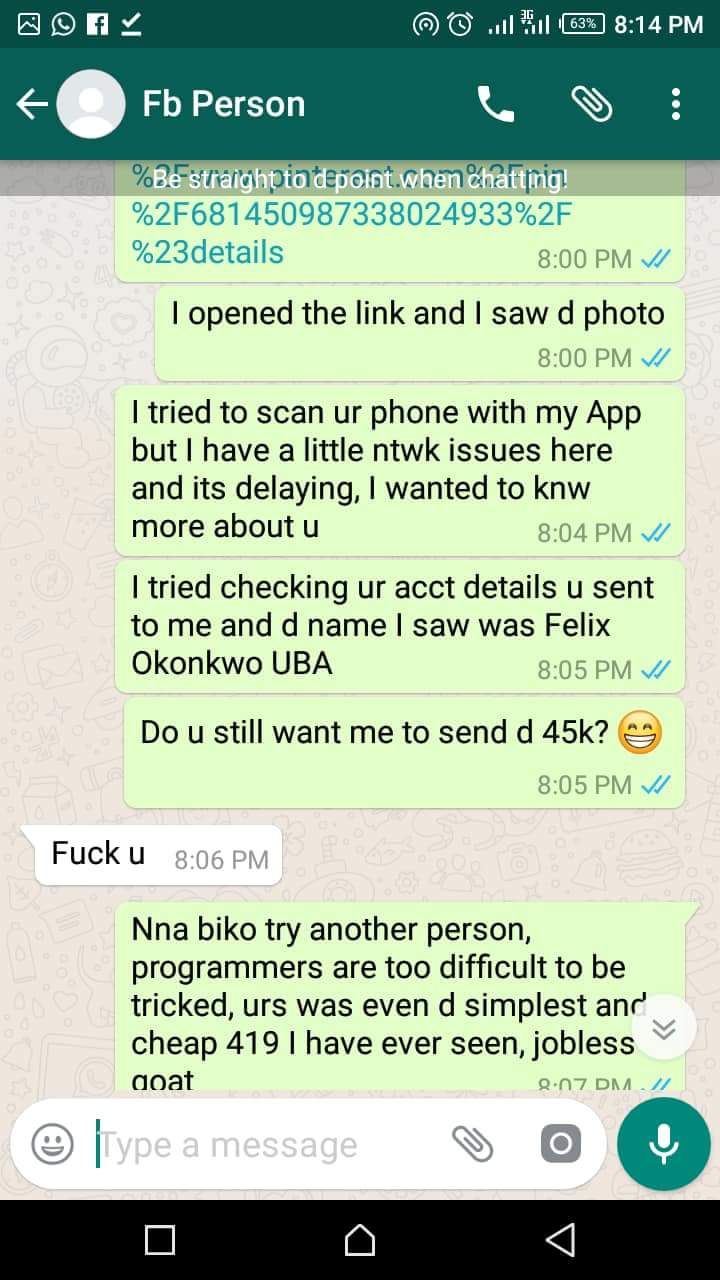 63% 8:14 PM
Fb Person
Be straight to d point when chatting!
%2Fwww.pinterest.com%2Fpin
%2F681450987338024933%2F
%23details
8:00 PM
I opened the link and I saw d photo
8:00 PM
I tried to scan ur phone with my App
but I have a little ntwk issues here
and its delaying, I wanted to knw
more about u
8:04 PM
I tried checking ur acct details u sent
to me and d name I saw was Felix
Okonkwo UBA
8:05 PM
Do u still want me to send d 45k?
8:05 PM
Fuck u
8:06 PM
Nna biko try another person,
programmers are too difficult to be
tricked, urs was even d simplest and
cheap 419 I have ever seen, jobless
goat
8:07 PM
Type a message